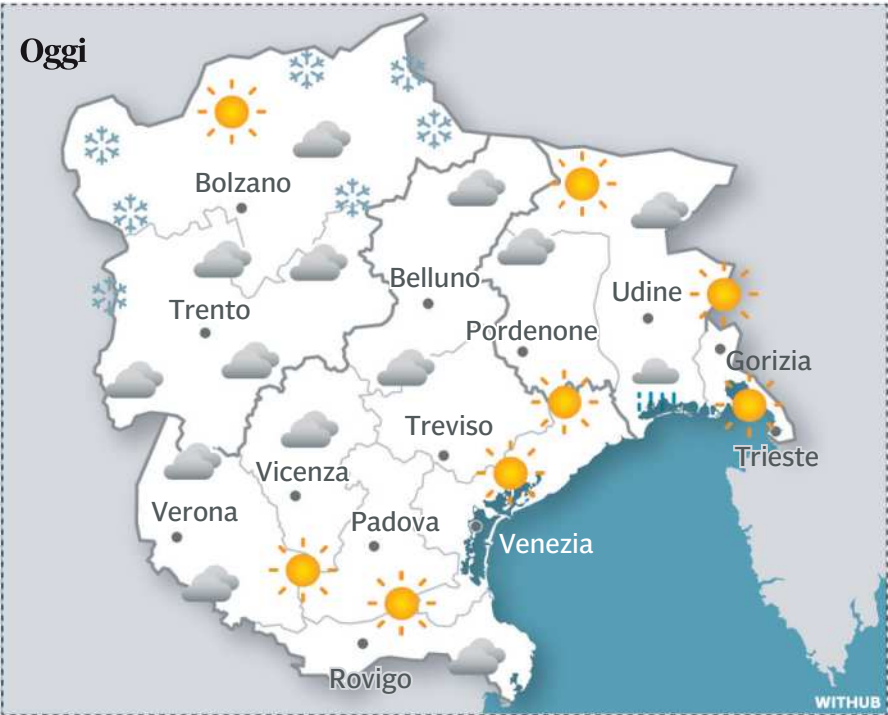 Oggi
Bolzano
Belluno
Udine
Trento
Pordenone
Gorizia
Treviso
Trieste
Vicenza
Verona
Padova
Venezia
Rovigo
WITHUB